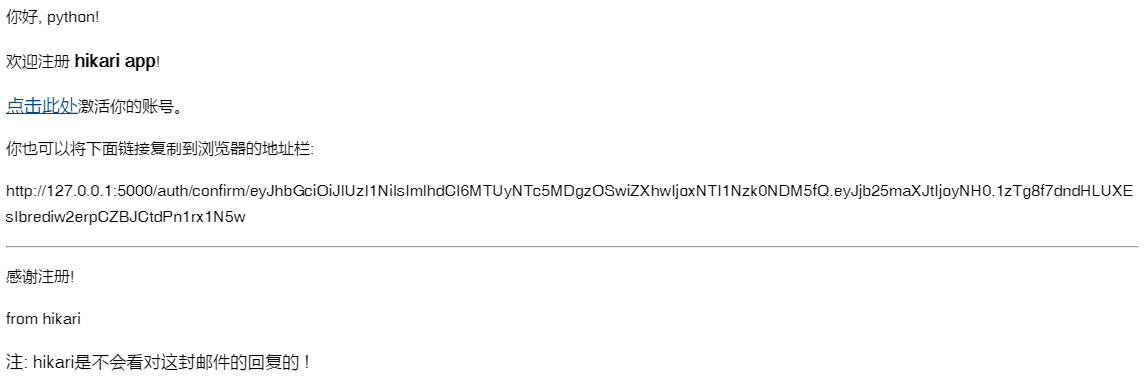 你好, python!
欢迎注册 hikari app!
点击此处激活你的账号。
你也可以将下面链接复制到浏览器的地址栏:
http://127.0.0.1:5000/auth/confirm/eyJhbGciOiJIUzI1NiIsImlhdCI6MTUyNTc5MDgzOSwiZXhwIjoxNTI1Nzk0NDM5fQ.eyJjb25maXJtIjoyNH0.1zTg8f7dndHLUXE
sIbrediw2erpCZBJCtdPn1rx1N5w
感谢注册!
from hikari
注: hikari是不会看对这封邮件的回复的！